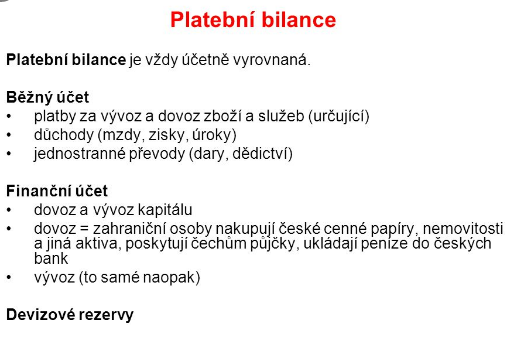 Platební bilance
Platební bilance je vždy účetně vyrovnaná.
Běžný účet
• platby za vývoz a dovoz zboží a služeb (určující)
• důchody (mzdy, zisky, úroky)
• jednostranné převody (dary, dědictví)
Finanční účet
• dovoz a vývoz kapitálu
• dovoz = zahraniční osoby nakupují české cenné papíry, nemovitosti
a jiná aktiva, poskytují čechům půjčky, ukládají peníze do českých
bank
• vývoz (to samé naopak)
Devizové rezervy